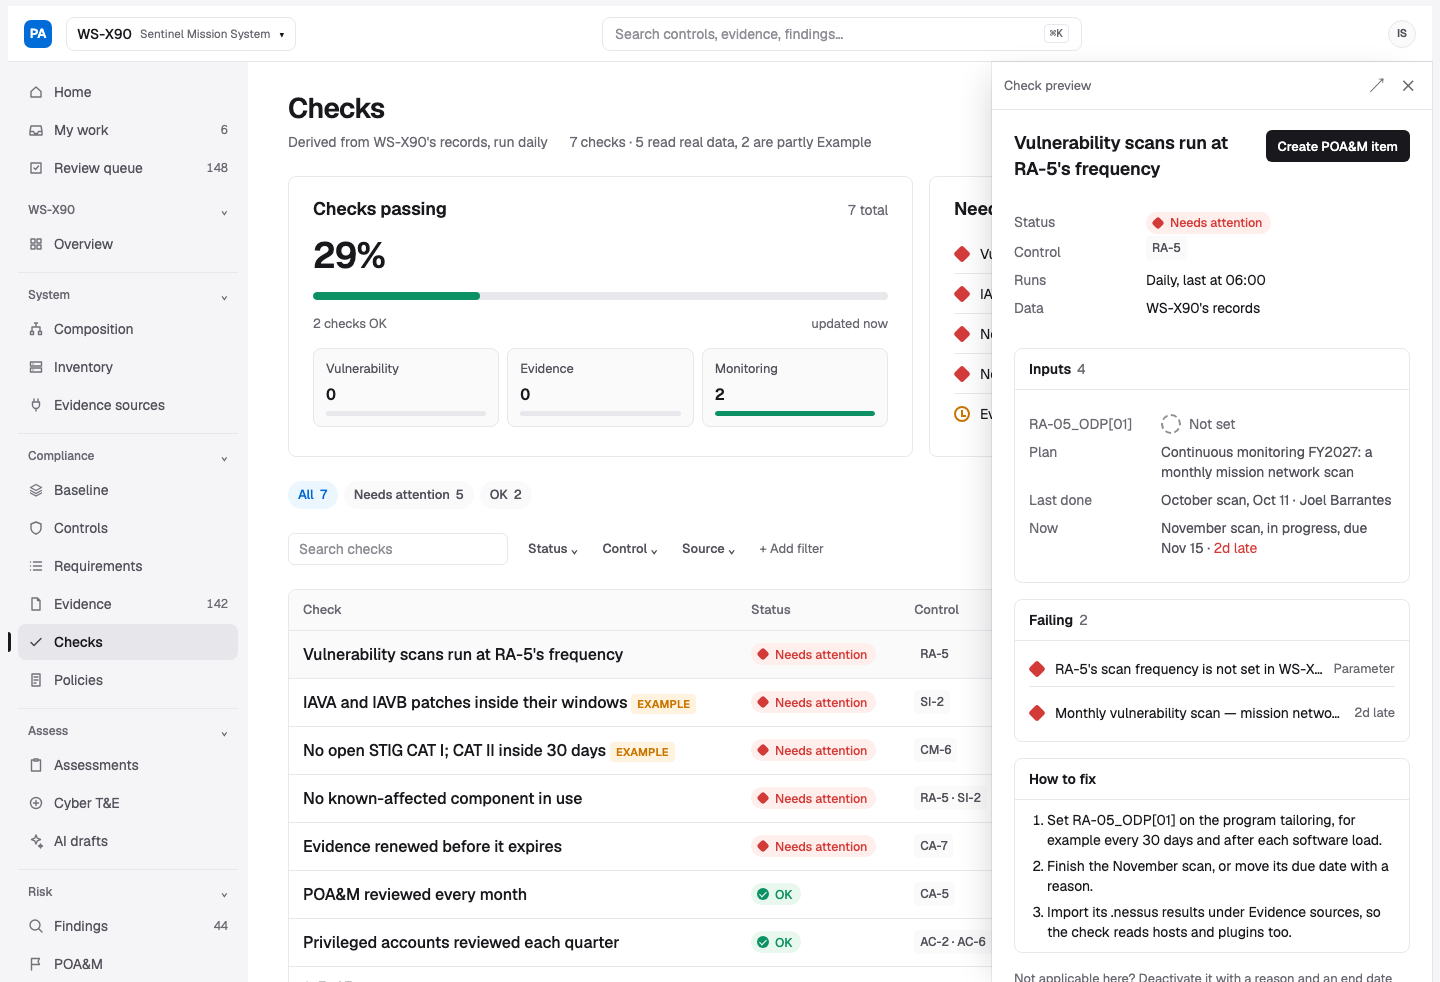 PA
WS-X90 Sentinel Mission System
Search controls, evidence, findings...
⌘K
IS
Home
My work 6
Review queue 148
WS-X90
Overview
System
Composition
Inventory
Evidence sources
Compliance
Baseline
Controls
Requirements
Evidence 142
Checks
Policies
Assess
Assessments
Cyber T&E
AI drafts
Risk
Findings 44
POA&M
Checks
Derived from WS-X90's records, run daily 7 checks · 5 read real data, 2 are partly Example
Checks passing 7 total
29%
2 checks OK updated now
Vulnerability
0
Evidence
0
Monitoring
2
All 7 Needs attention 5 OK 2
Search checks Status Control Source + Add filter
Check Status Control
Vulnerability scans run at RA-5's frequency Needs attention RA-5
IAVA and IAVB patches inside their windows EXAMPLE Needs attention SI-2
No open STIG CAT I; CAT II inside 30 days EXAMPLE Needs attention CM-6
No known-affected component in use Needs attention RA-5 · SI-2
Evidence renewed before it expires Needs attention CA-7
POA&M reviewed every month OK CA-5
Privileged accounts reviewed each quarter OK AC-2 · AC-6
Check preview
Vulnerability scans run at
RA-5's frequency
Create POA&M item
Status Needs attention
Control RA-5
Runs Daily, last at 06:00
Data WS-X90's records
Inputs 4
RA-05_ODP[01] Not set
Plan Continuous monitoring FY2027: a
monthly mission network scan
Last done October scan, Oct 11 · Joel Barrantes
Now November scan, in progress, due
Nov 15 · 2d late
Failing 2
RA-5's scan frequency is not set in WS-X... Parameter
Monthly vulnerability scan — mission netwo... 2d late
How to fix
1. Set RA-05_ODP[01] on the program tailoring, for
example every 30 days and after each software load.
2. Finish the November scan, or move its due date with a
reason.
3. Import its .nessus results under Evidence sources, so
the check reads hosts and plugins too.
Not applicable here? Deactivate it with a reason and an end date